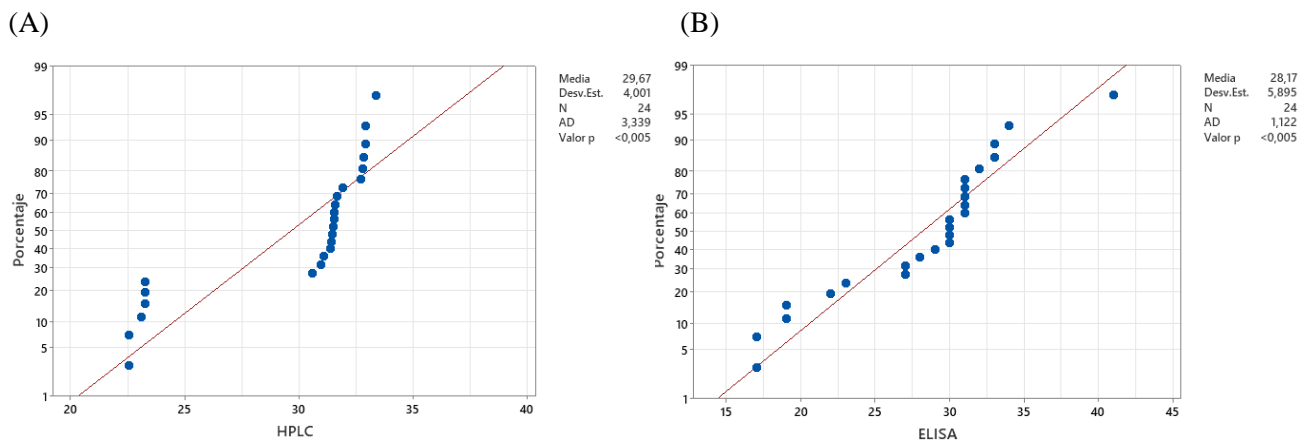 (A)
(B)
99
95
90
80
70
60
50
40
30
20
10
5
1
Porcentaje
20
25
30
35
40
HPLC
Media 29,67
Desv.Est. 4,001
N 24
AD 3,339
Valor p <0,005
99
95
90
80
70
60
50
40
30
20
10
5
1
Porcentaje
15
20
25
30
35
40
45
ELISA
Media 28,17
Desv.Est. 5,895
N 24
AD 1,122
Valor p <0,005